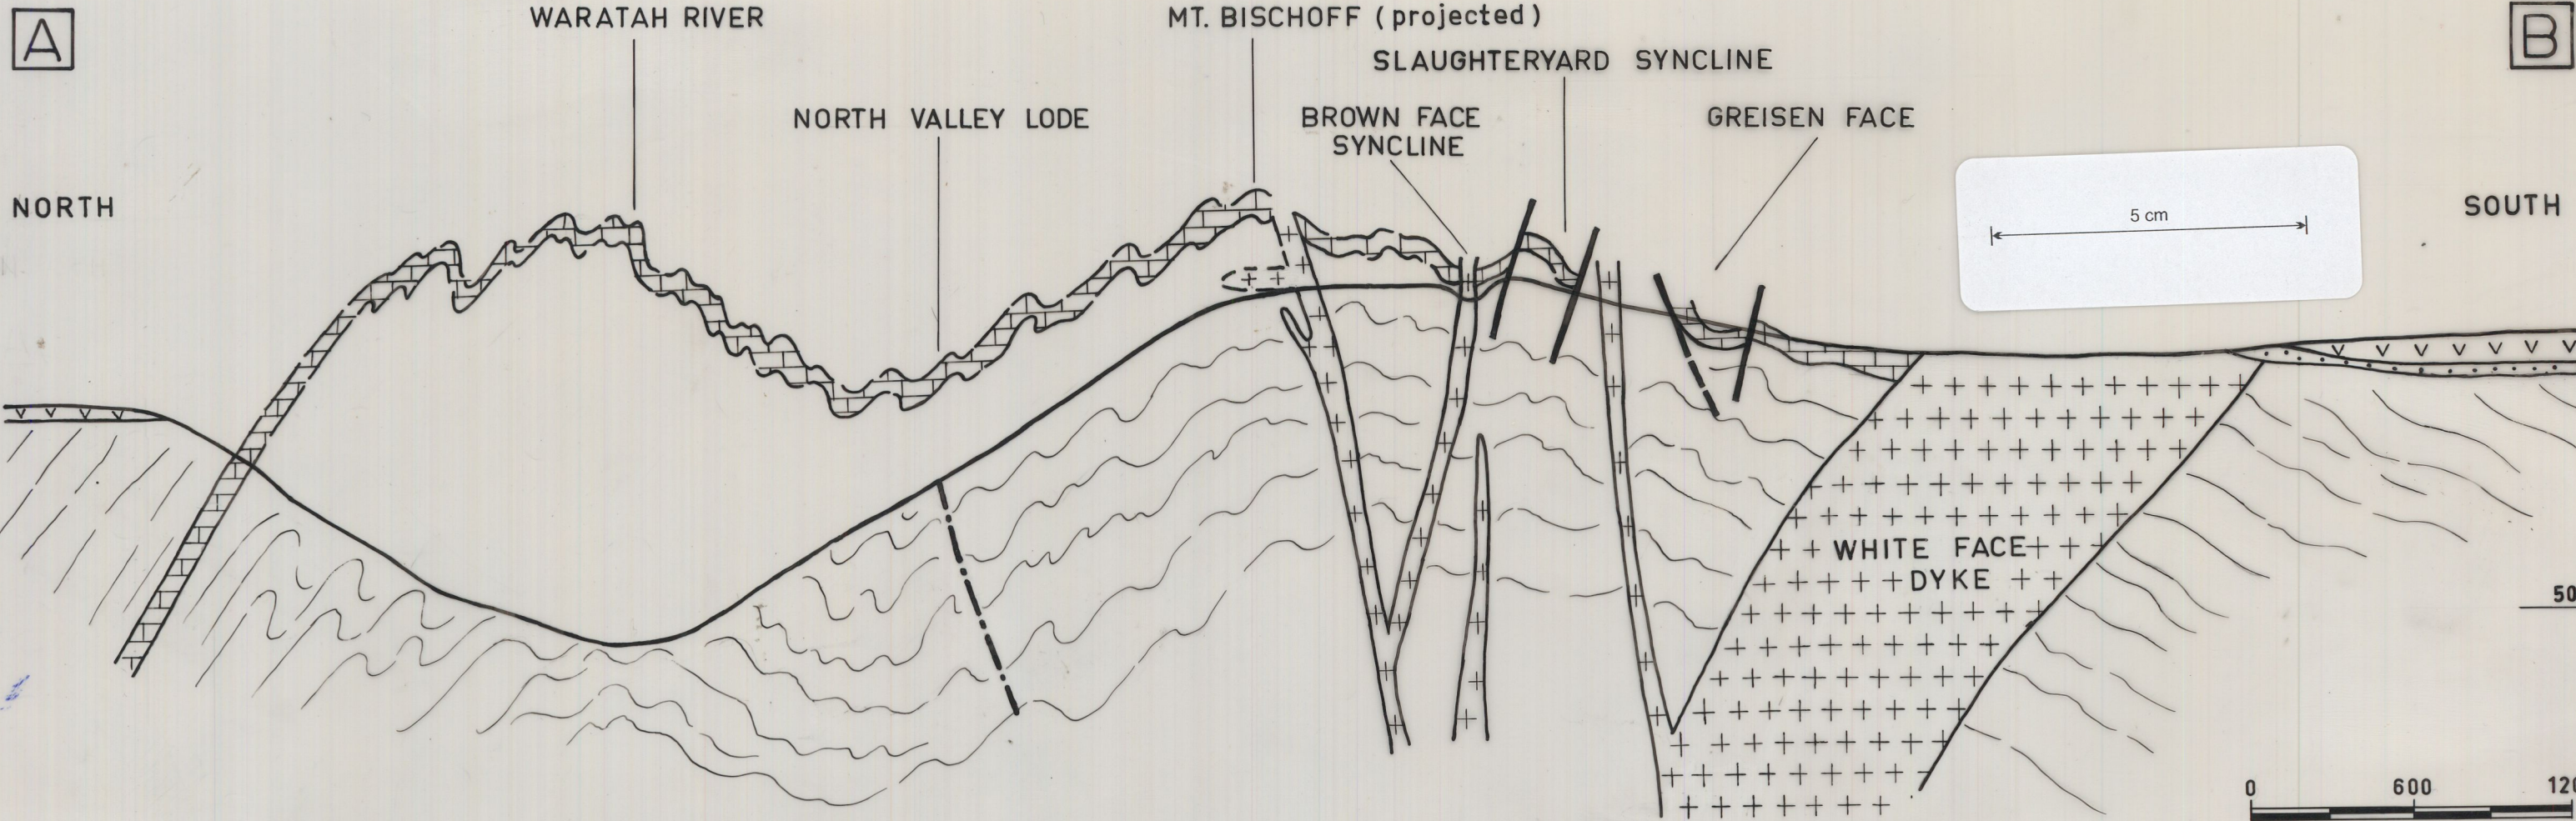 A
WARATAH RIVER
MT. BISCHOFF (projected)
B
SLAUGHTERYARD SYNCLINE
NORTH VALLEY LODE
BROWN FACE
SYNCLINE
GREISEN FACE
NORTH
5 cm
SOUTH
WHITE FACE
DYKE
50
0 600 120